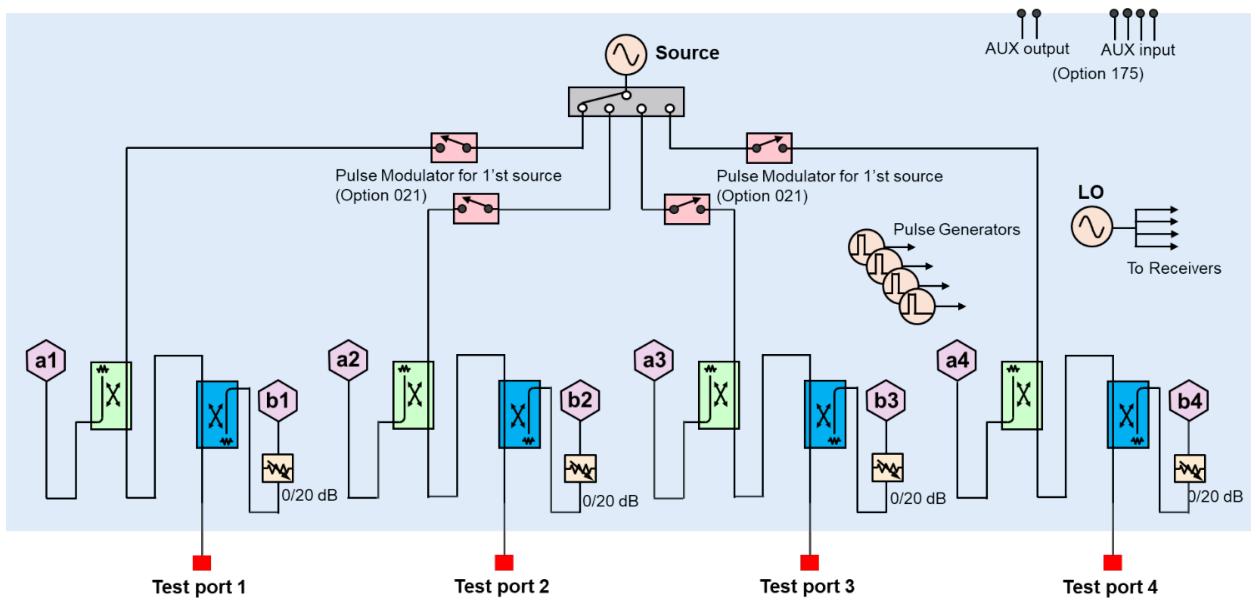 Source
AUX output
AUX input
(Option 175)
Pulse Modulator for 1'st source
(Option 021)
Pulse Modulator for 1'st source
(Option 021)
LO
Pulse Generators
To Receivers
a1
a2
a3
a4
b1
b2
b3
b4
0/20 dB
0/20 dB
0/20 dB
0/20 dB
Test port 1
Test port 2
Test port 3
Test port 4